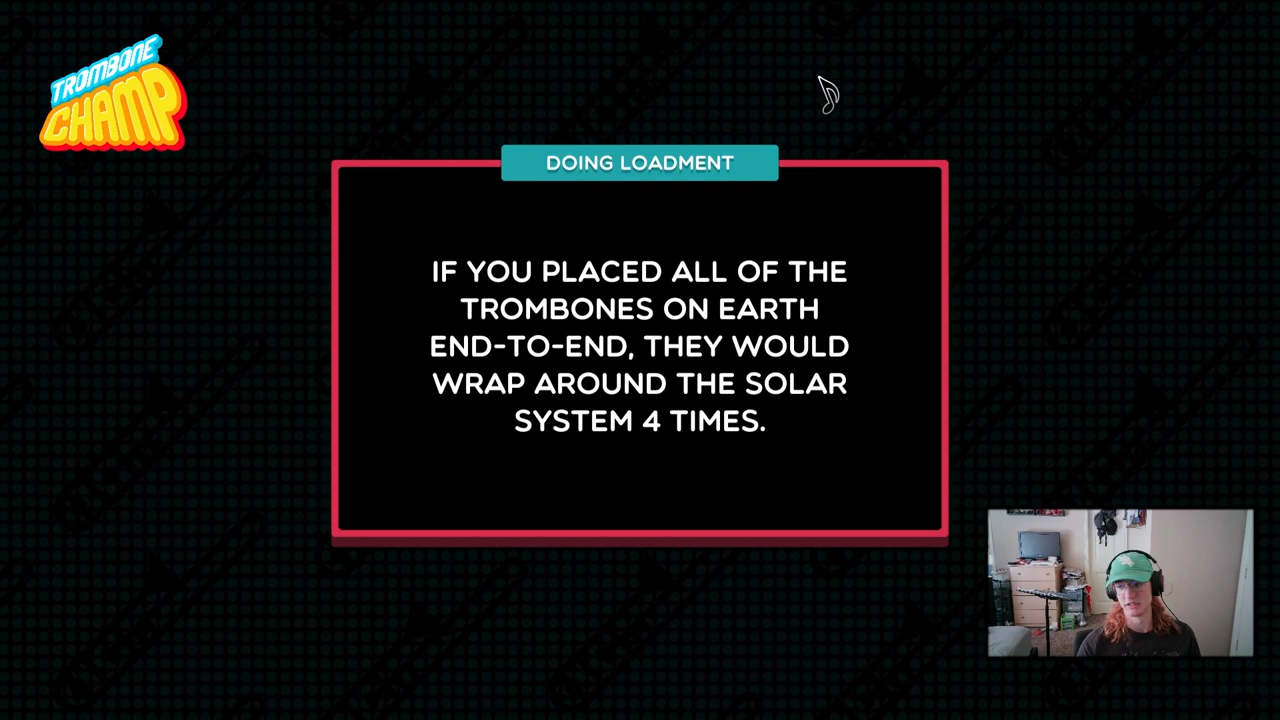 TROMBONE
CHAMP
DOING LOADMENT
IF YOU PLACED ALL OF THE
TROMBONES ON EARTH
END-TO-END, THEY WOULD
WRAP AROUND THE SOLAR
SYSTEM 4 TIMES.